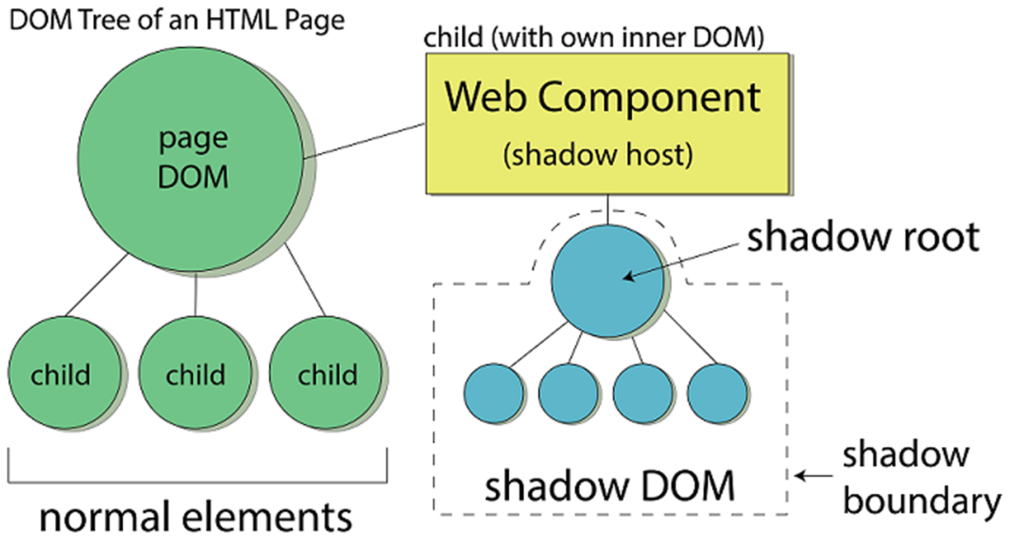 DOM Tree of an HTML Page
child (with own inner DOM)
Web Component
(shadow host)
page
DOM
shadow root
child
child
child
shadow DOM
shadow
boundary
normal elements